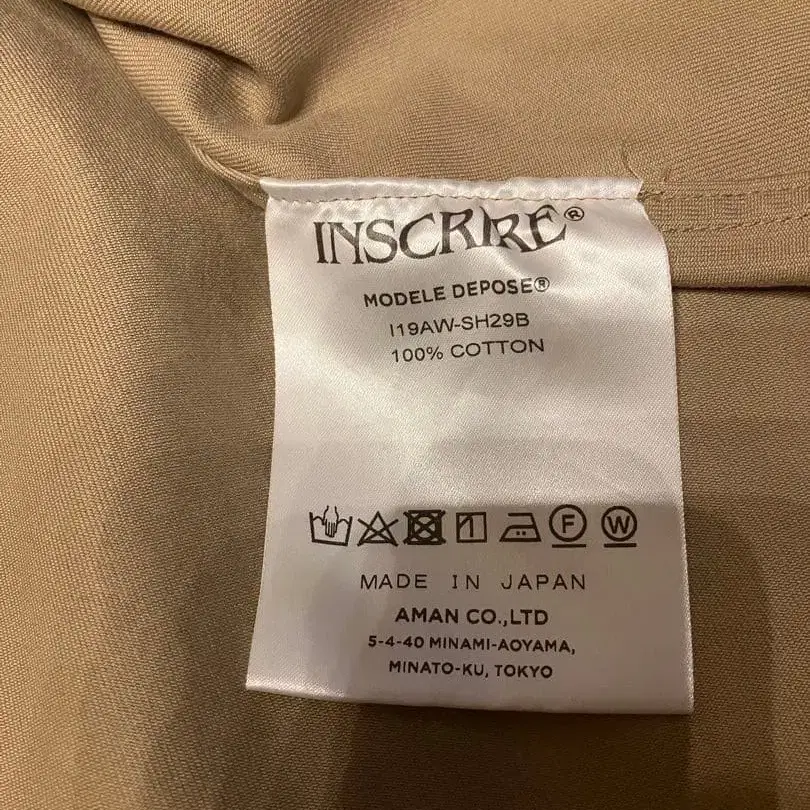 INSCRIRE®
MODELE DEPOSE®
I19AW-SH29B
100% COTTON
F W
MADE IN JAPAN
AMAN CO.,LTD
5-4-40 MINAMI-AOYAMA,
MINATO-KU, TOKYO